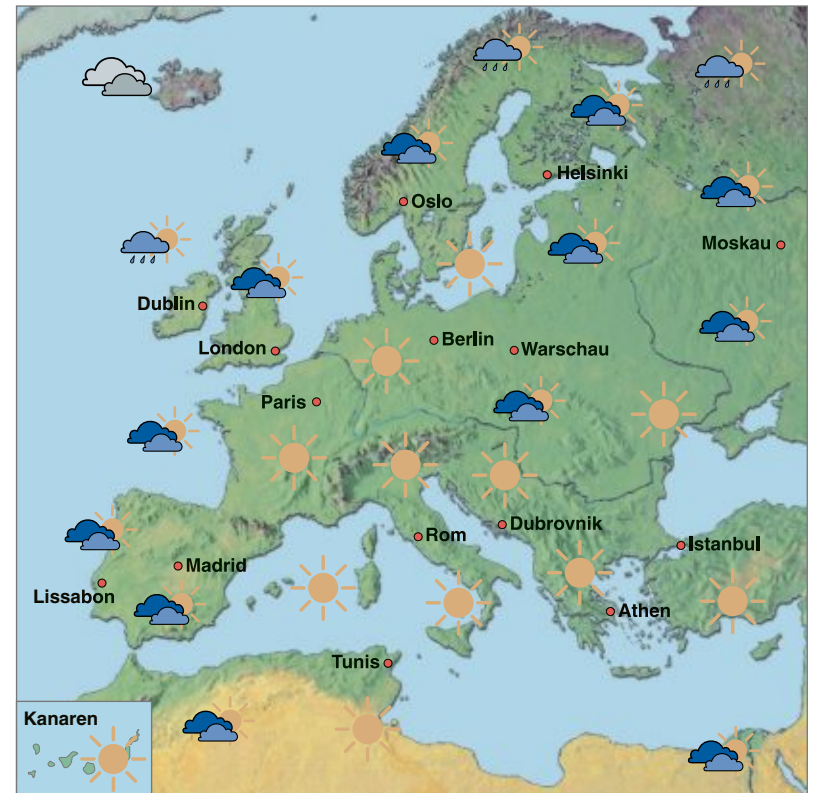 Helsinki
Oslo
Moskau
Dublin
Berlin
London
Warschau
Paris
Dubrovnik
Rom
Istanbul
Madrid
Lissabon
Athen
Tunis
Kanaren